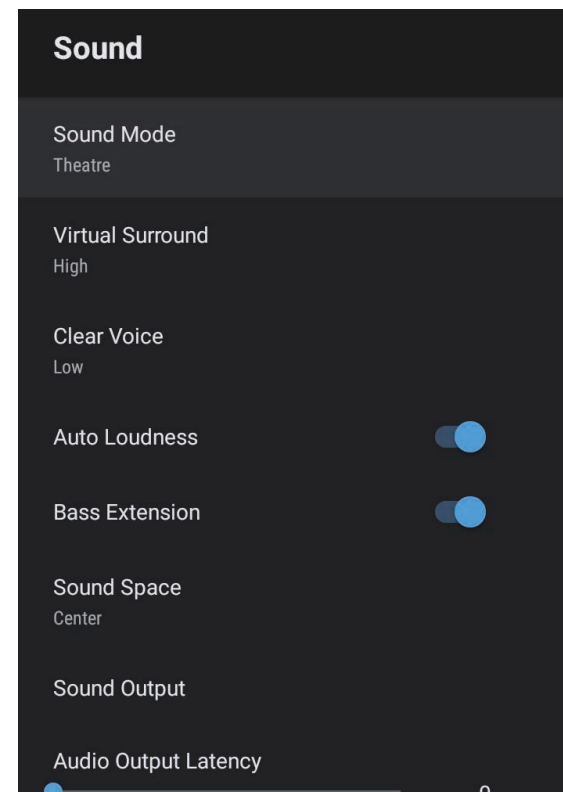 Sound
Sound Mode
Theatre
Virtual Surround
High
Clear Voice
Low
Auto Loudness
Bass Extension
Sound Space
Center
Sound Output
Audio Output Latency
0